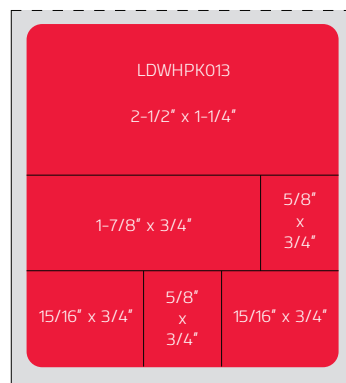 LDWHPK013
2-1/2" x 1-1/4"
1-7/8" x 3/4"
5/8"
x
3/4"
15/16" x 3/4"
5/8"
x
3/4"
15/16" x 3/4"